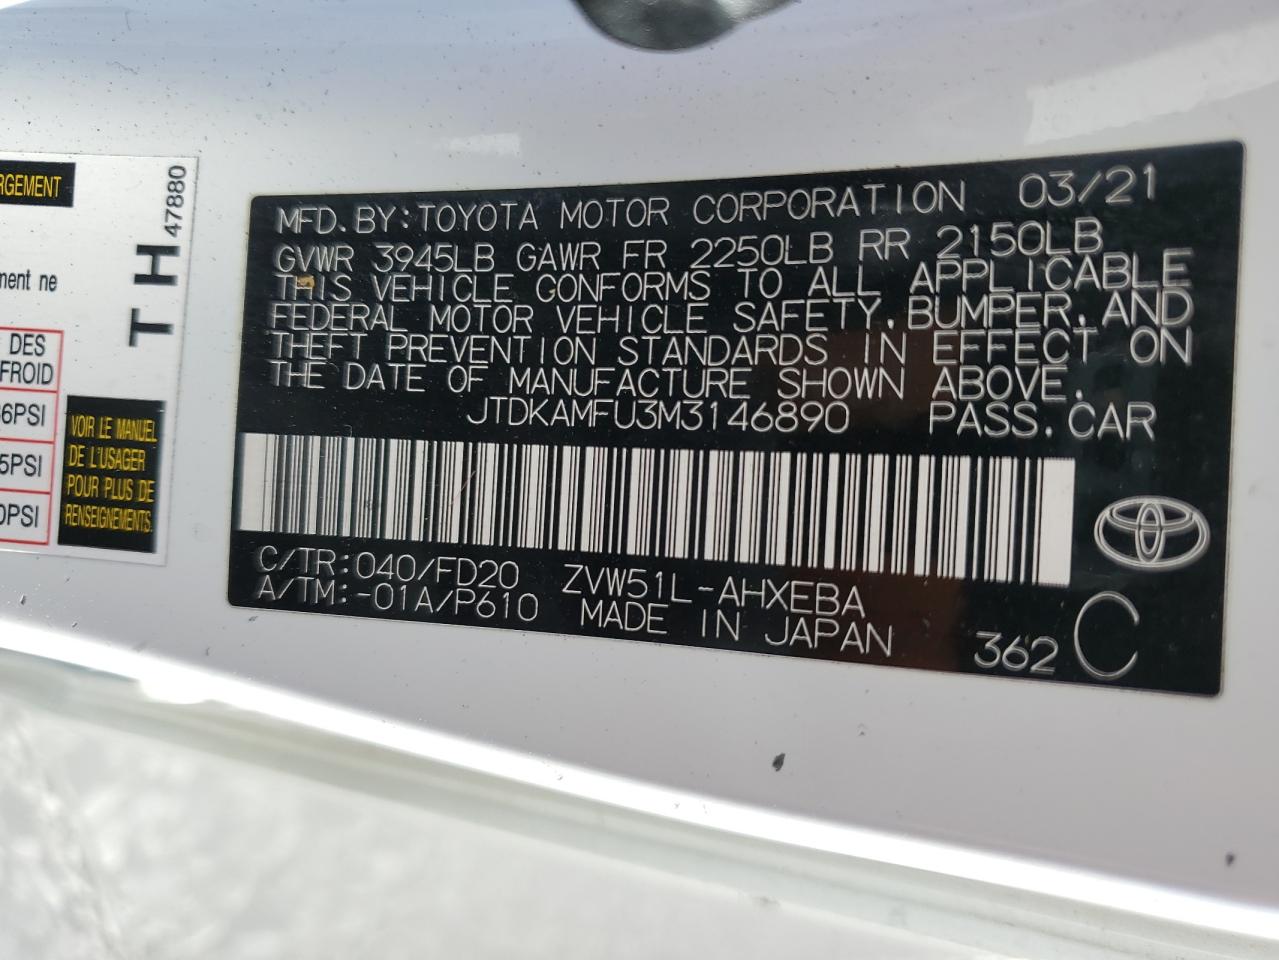 RGEMENT
ment ne
DES
FROID
36PSI
5PSI
0PSI
TH
47880
VOIR LE MANUEL
DE L'USAGER
POUR PLUS DE
RENSEIGNEMENTS
MFD.BY:TOYOTA MOTOR CORPORATION 03/21
GVWR 3945LB GAWR FR 2250LB RR 2150LB
THIS VEHICLE CONFORMS TO ALL APPLICABLE
FEDERAL MOTOR VEHICLE SAFETY,BUMPER,AND
THEFT PREVENTION STANDARDS IN EFFECT ON
THE DATE OF MANUFACTURE SHOWN ABOVE.
JTDKAMFU3M3146890 PASS.CAR
C/TR:040/FD20 ZVW51L-AHXEBA
A/TM:-01A/P610 MADE IN JAPAN 362 C